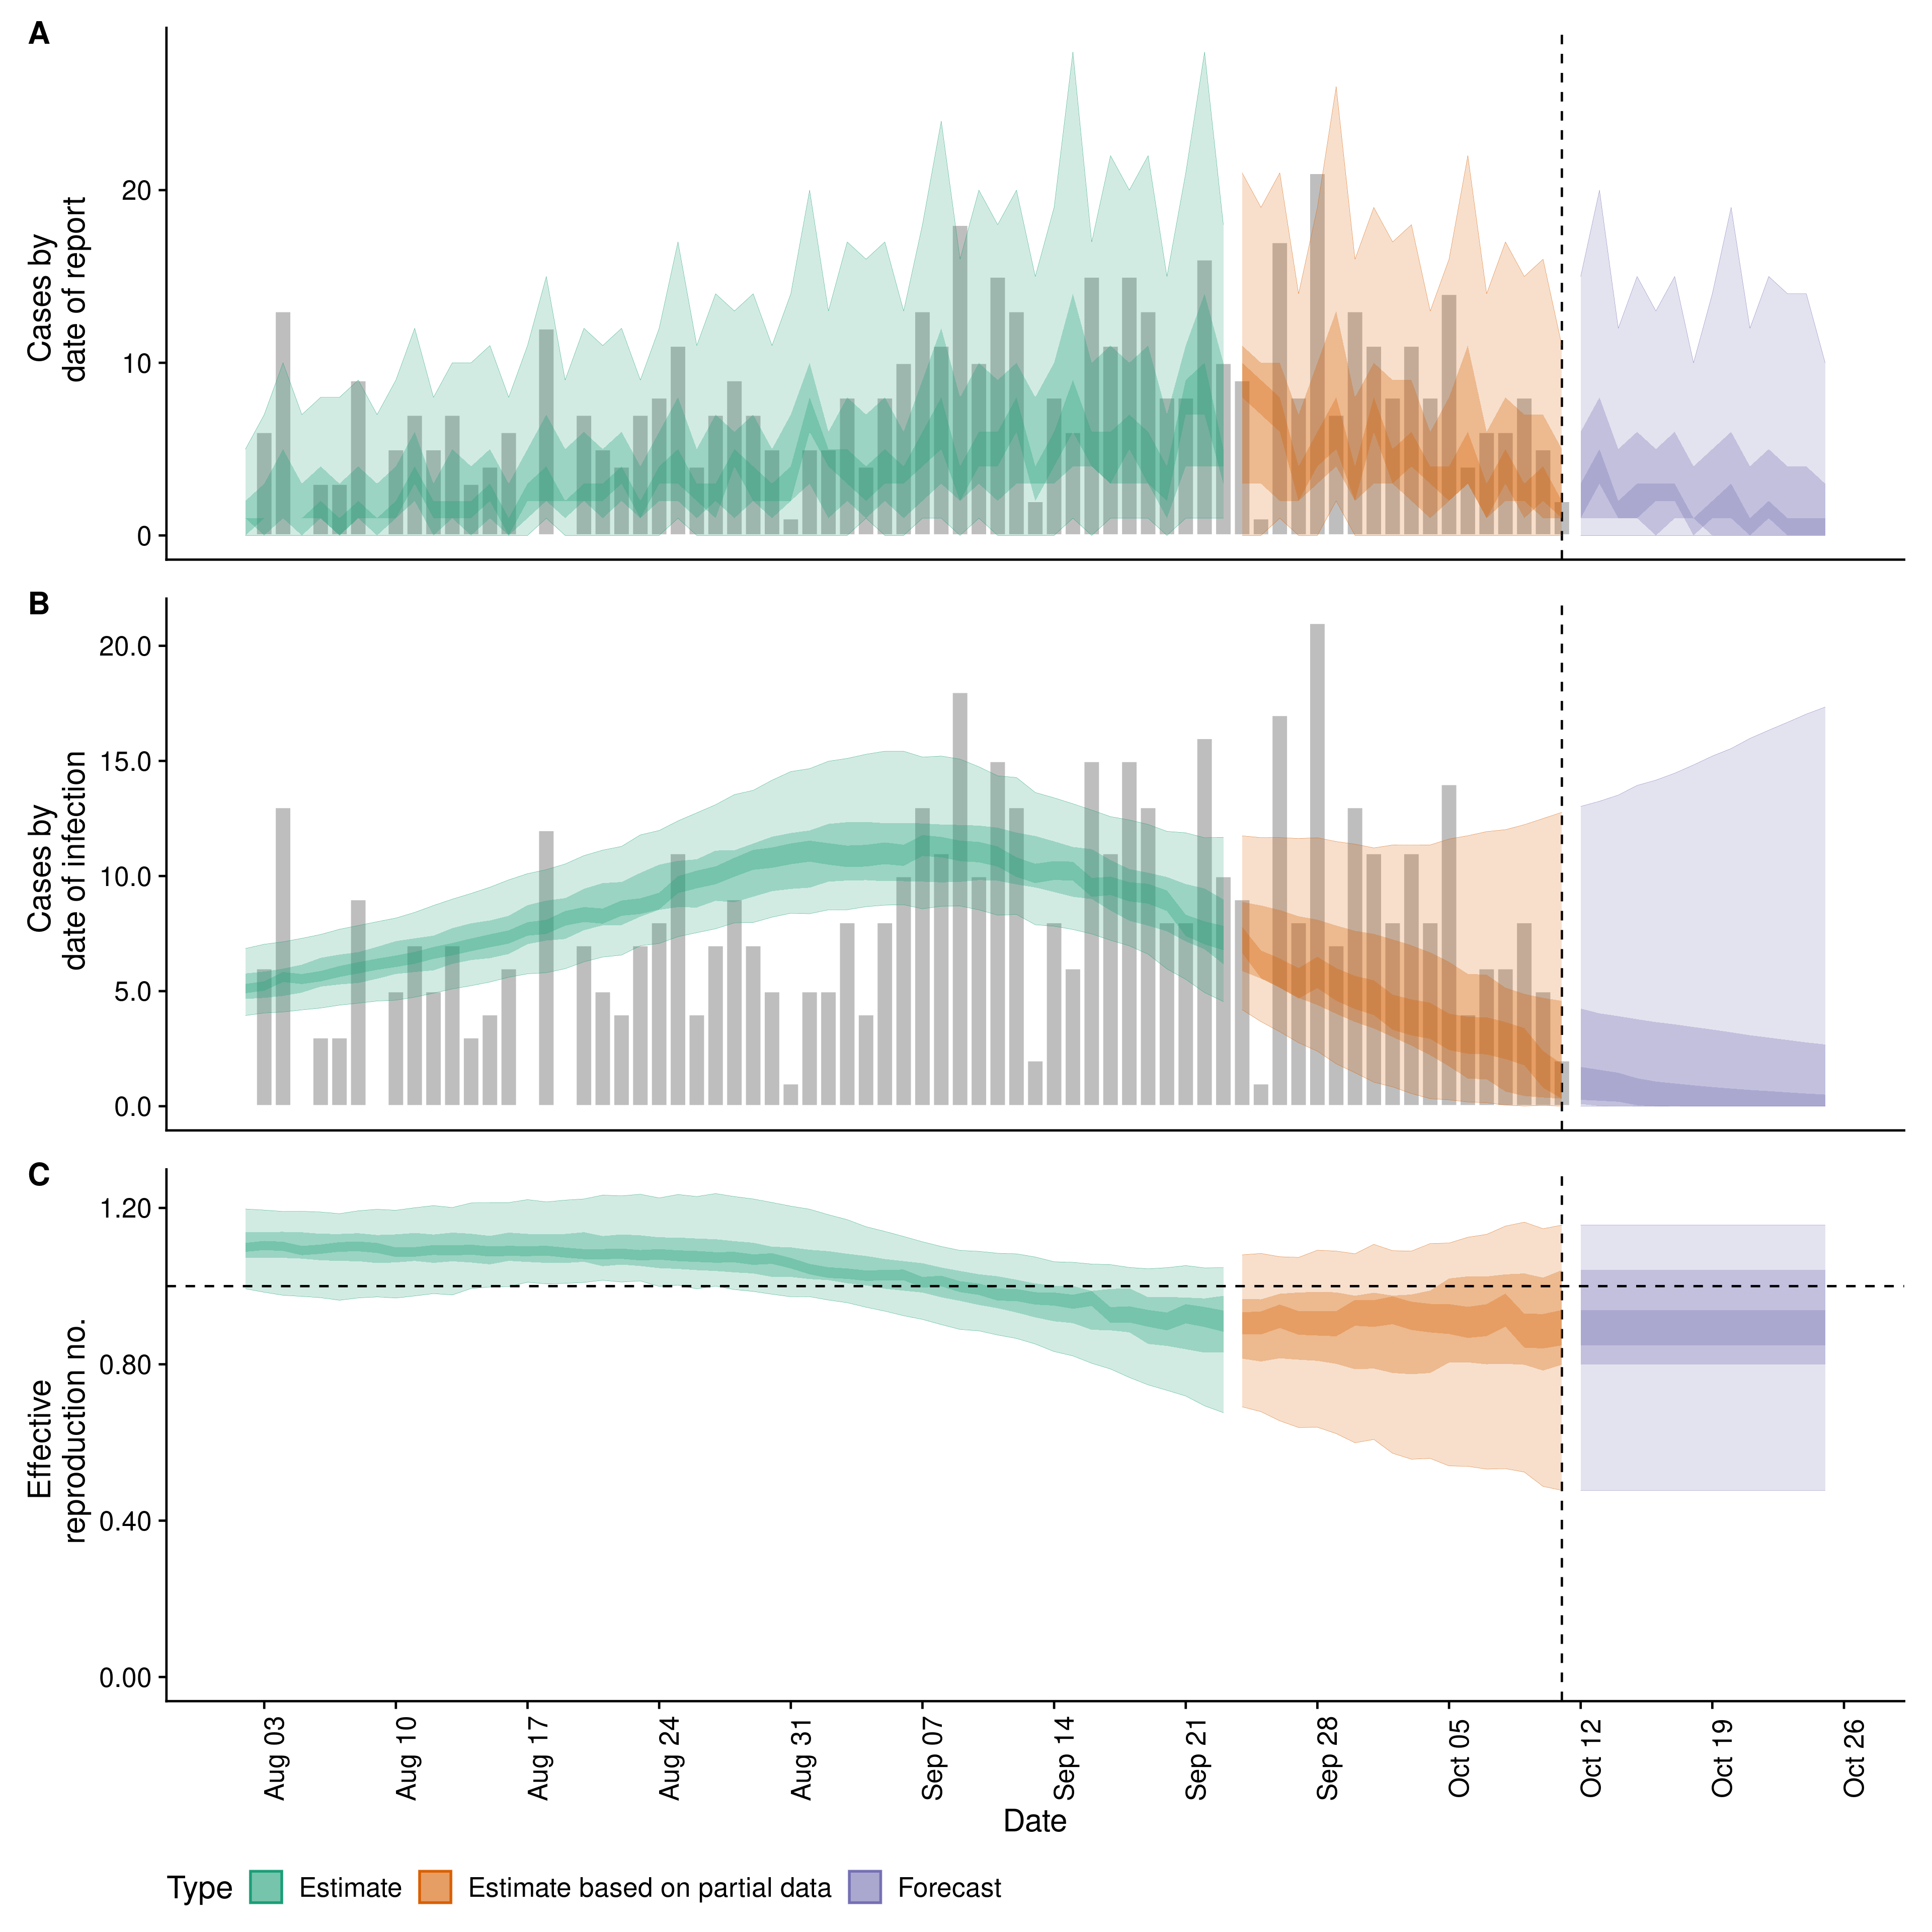 A
Cases by
date of report
20
10
0
B
Cases by
date of infection
20.0
15.0
10.0
5.0
0.0
C
Effective
reproduction no.
1.20
0.80
0.40
0.00
Aug 03
Aug 10
Aug 17
Aug 24
Aug 31
Sep 07
Sep 14
Sep 21
Sep 28
Oct 05
Oct 12
Oct 19
Oct 26
Date
Type
Estimate
Estimate based on partial data
Forecast